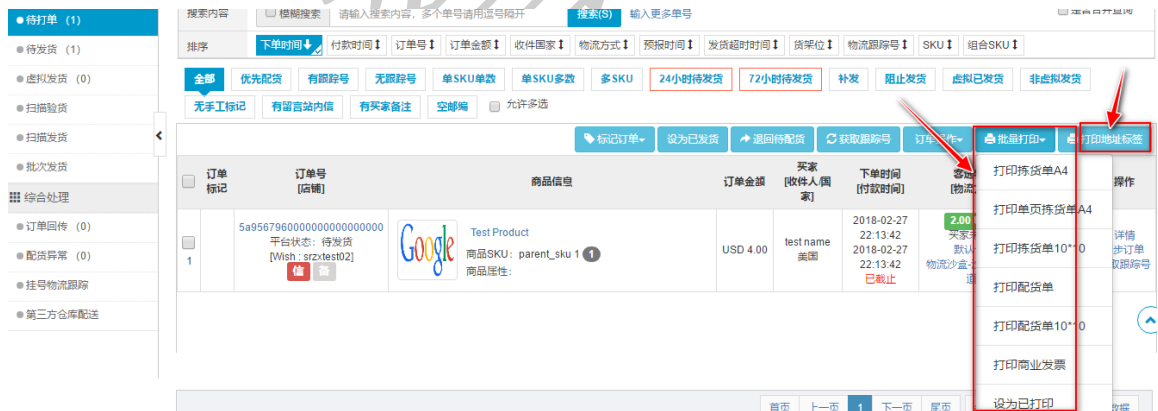 待打单 (1)
待发货 (1)
虚拟发货 (0)
扫描验货
扫描发货
批次发货
综合处理
订单回传 (0)
配货异常 (0)
挂号物流跟踪
第三方仓库配送
搜索内容 模糊搜索 请输入搜索内容，多个单号请用逗号隔开 搜索(S) 输入更多单号 是否合并查询
排序 下单时间 付款时间 订单号 订单金额 收件国家 物流方式 预报时间 发货超时时间 货架位 物流跟踪号 SKU 组合SKU
全部 优先配货 有跟踪号 无跟踪号 单SKU单数 单SKU多数 多SKU 24小时待发货 72小时待发货 补发 阻止发货 虚拟已发货 非虚拟发货
无手工标记 有留言站内信 有买家备注 空邮编 允许多选
标记订单 设为已发货 退回待配货 获取跟踪号 批量打印 打印地址标签
订单标记 订单号 [店铺] 商品信息 订单金额 买家 [收件人/国家] 下单时间 [付款时间] 操作
1
5a9567960000000000000000
平台状态：待发货
[Wish : srzxtest02]
信 备
Google
Test Product
商品SKU：parent_sku 1 1
商品属性：
USD 4.00
test name
美国
2018-02-27
22:13:42
2018-02-27
22:13:42
已截止
2.00
物流沙盒
详情
步订单
取跟踪号
打印拣货单A4
打印单页拣货单A4
打印拣货单10*10
打印配货单
打印配货单10*10
打印商业发票
设为已打印
首页 上一页 1 下一页 尾页